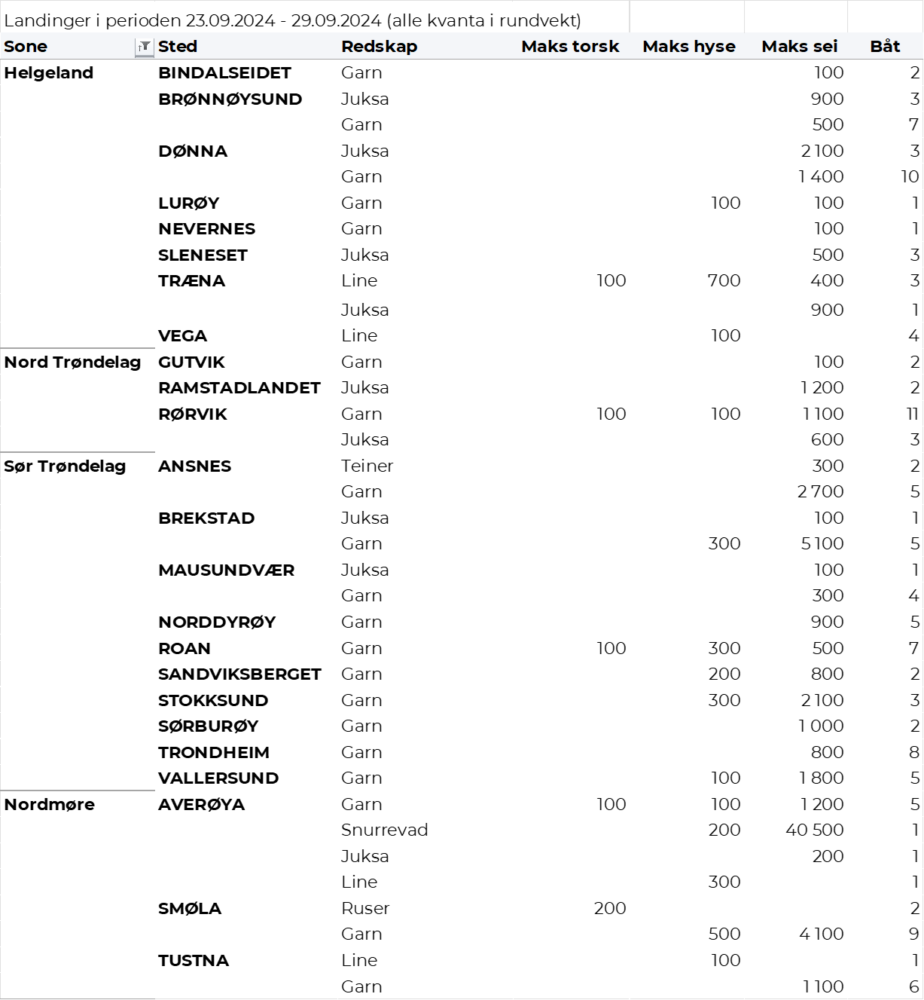 Landinger i perioden 23.09.2024 - 29.09.2024 (alle kvanta i rundvekt)
Sone Sted Redskap Maks torsk Maks hyse Maks sei Båt
Helgeland BINDALSEIDET Garn 100 2
BRØNNØYSUND Juksa 900 3
Garn 500 7
DØNNA Juksa 2 100 3
Garn 1 400 10
LURØY Garn 100 100 1
NEVERNES Garn 100 1
SLENESET Juksa 500 3
TRÆNA Line 100 700 400 3
Juksa 900 1
VEGA Line 100 4
Nord Trøndelag GUTVIK Garn 100 2
RAMSTADLANDET Juksa 1 200 2
RØRVIK Garn 100 100 1 100 11
Juksa 600 3
Sør Trøndelag ANSNES Teiner 300 2
Garn 2 700 5
BREKSTAD Juksa 100 1
Garn 300 5 100 5
MAUSUNDVÆR Juksa 100 1
Garn 300 4
NORDDYRØY Garn 900 5
ROAN Garn 100 300 500 7
SANDVIKSBERGET Garn 200 800 2
STOKKSUND Garn 300 2 100 3
SØRBURØY Garn 1 000 2
TRONDHEIM Garn 800 8
VALLERSUND Garn 100 1 800 5
Nordmøre AVERØYA Garn 100 100 1 200 5
Snurrevad 200 40 500 1
Juksa 200 1
Line 300 1
SMØLA Ruser 200 2
Garn 500 4 100 9
TUSTNA Line 100 1
Garn 1 100 6